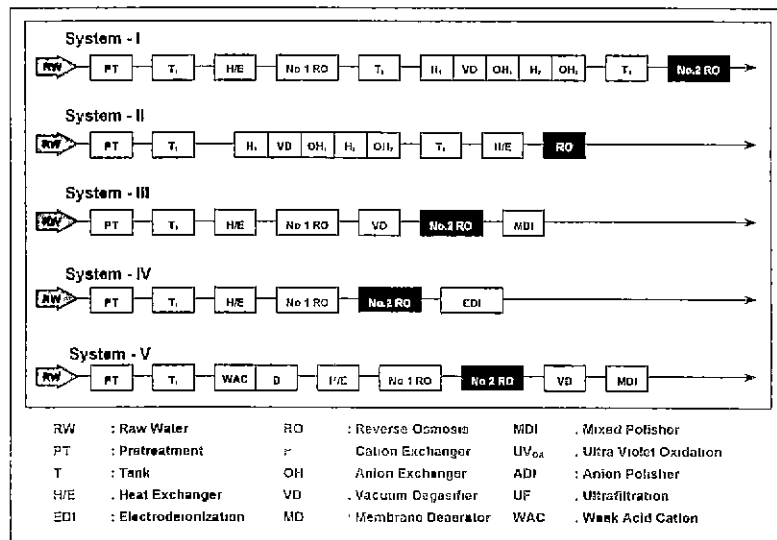 System - I
RW PT T₁ H/E No 1 RO T₁ H₁ VD OH₁ H₂ OH₂ T₁ No.2 RO
System - II
RW PT T₁ H₁ VD OH₁ H₂ OH₂ T₁ H/E RO
System - III
RW PT T₁ H/E No 1 RO VD No.2 RO MDI
System - IV
RW PT T₁ H/E No 1 RO No.2 RO EDI
System - V
RW PT T₁ WAC D H/E No 1 RO No 2 RO VD MDI
RW : Raw Water RO : Reverse Osmosis MDI . Mixed Polisher
PT : Pretreatment Cation Exchanger UVox . Ultra Violet Oxidation
T : Tank OH Anion Exchanger ADI : Anion Polisher
H/E . Heat Exchanger VD . Vacuum Degasifier UF . Ultrafiltration
EDI : Electrodeionization MD : Membrano Deaerator WAC . Weak Acid Cation